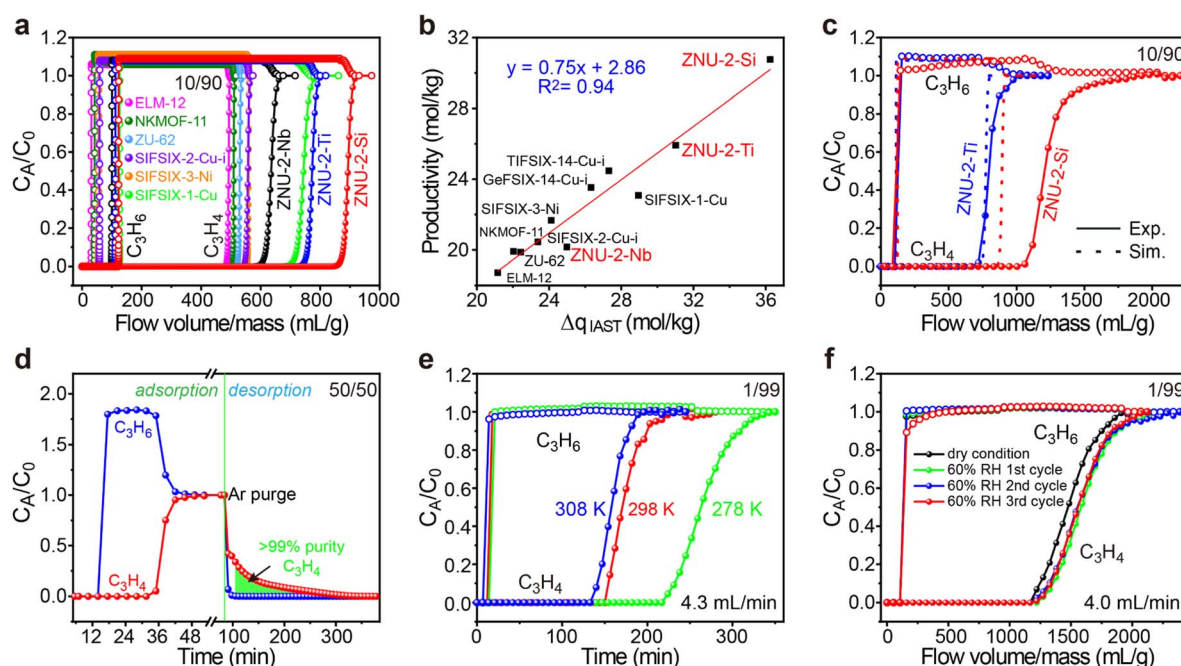 a
C_A/C_0
1.2
1.0
0.8
0.6
0.4
0.2
0.0
10/90
ELM-12
NKMOF-11
ZU-62
SIFSIX-2-Cu-i
SIFSIX-3-Ni
SIFSIX-1-Cu
C₃H₆
C₃H₄
ZNU-2-Nb
ZNU-2-Ti
ZNU-2-Si
0 200 400 600 800 1000
Flow volume/mass (mL/g)
b
Productivity (mol/kg)
32
28
24
20
y = 0.75x + 2.86
R²= 0.94
ZNU-2-Si
ZNU-2-Ti
TIFSIX-14-Cu-i
GeFSIX-14-Cu-i
SIFSIX-1-Cu
SIFSIX-3-Ni
NKMOF-11
SIFSIX-2-Cu-i
ZU-62
ZNU-2-Nb
ELM-12
20 24 28 32 36
Δq IAST (mol/kg)
c
C_A/C_0
1.2
1.0
0.8
0.6
0.4
0.2
0.0
10/90
C₃H₆
ZNU-2-Ti
ZNU-2-Si
C₃H₄
Exp.
Sim.
0 500 1000 1500 2000
Flow volume/mass (mL/g)
d
C_A/C_0
2.0
1.5
1.0
0.5
0.0
adsorption
desorption
50/50
C₃H₆
Ar purge
>99% purity
C₃H₄
C₃H₄
12 24 36 48 100 200 300
Time (min)
e
C_A/C_0
1.2
1.0
0.8
0.6
0.4
0.2
0.0
1/99
C₃H₆
308 K
298 K
278 K
C₃H₄
4.3 mL/min
0 100 200 300
Time (min)
f
C_A/C_0
1.2
1.0
0.8
0.6
0.4
0.2
0.0
1/99
C₃H₆
dry condition
60% RH 1st cycle
60% RH 2nd cycle
60% RH 3rd cycle
C₃H₄
4.0 mL/min
0 500 1000 1500 2000
Flow volume/mass (mL/g)